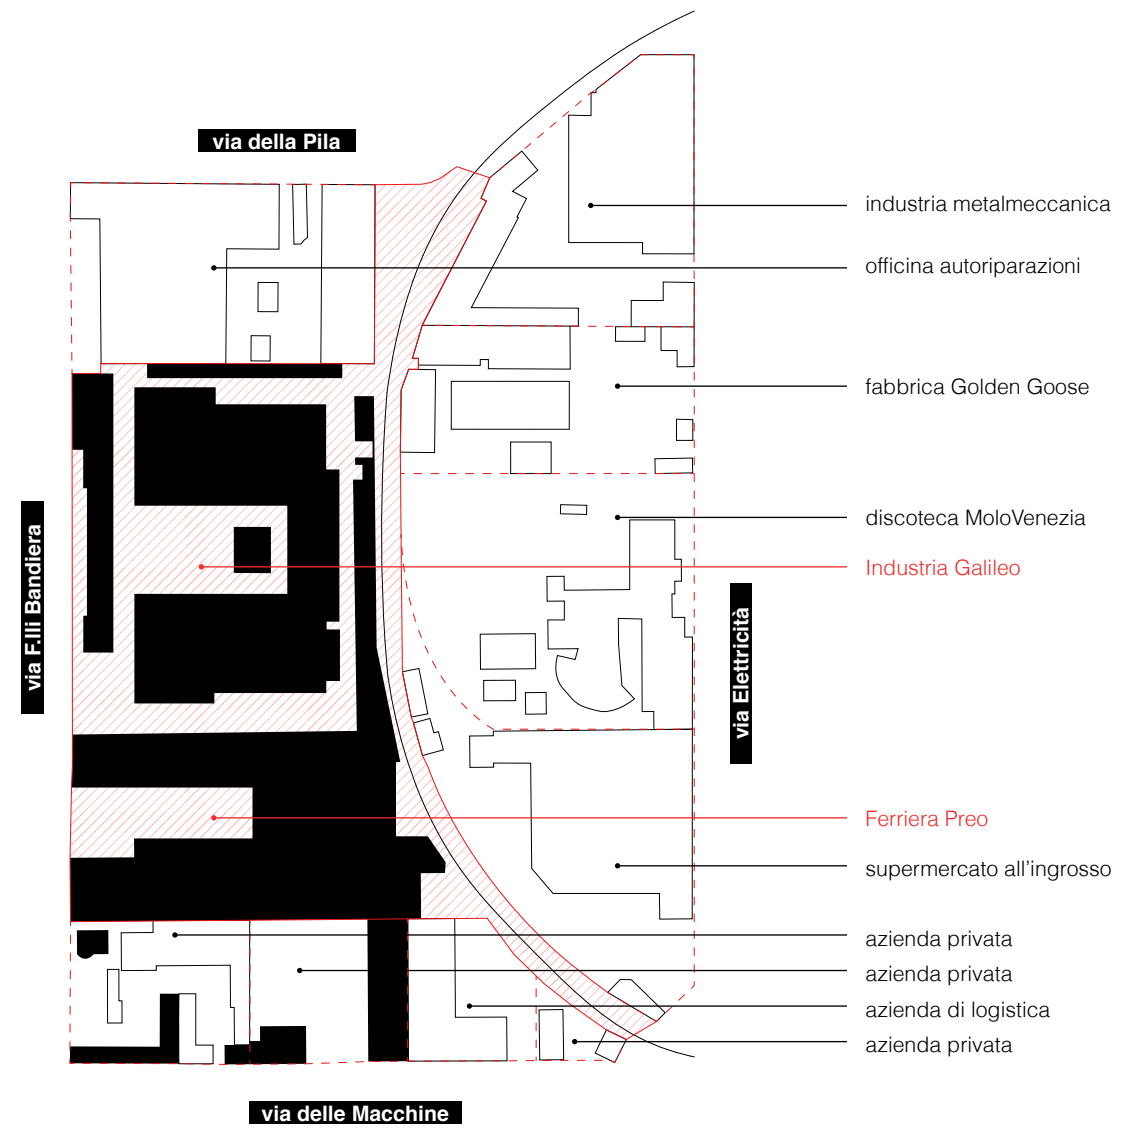 via della Pila
industria metalmeccanica
officina autoriparazioni
fabbrica Golden Goose
via F.lli Bandiera
discoteca MoloVenezia
Industria Galileo
via Elettricità
Ferriera Preo
supermercato all'ingrosso
azienda privata
azienda privata
azienda di logistica
azienda privata
via delle Macchine